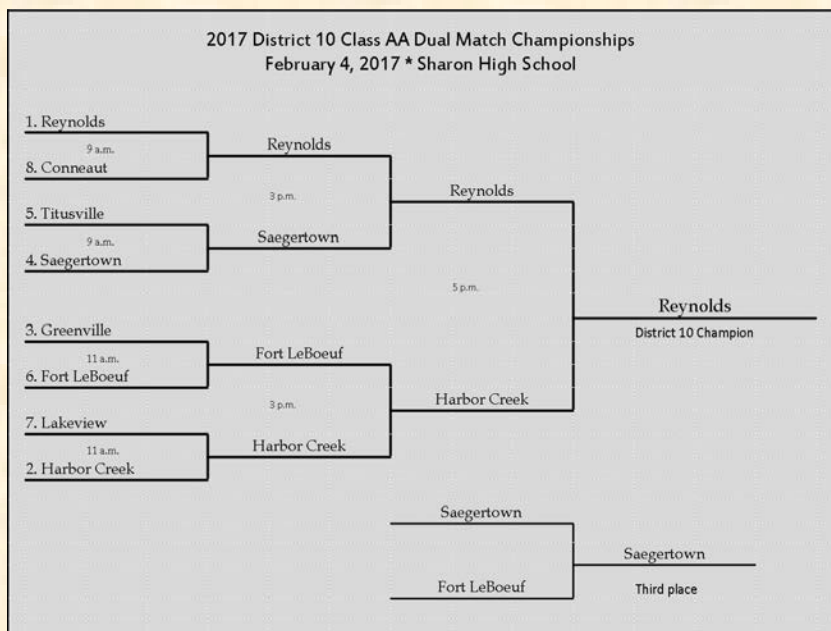 2017 District 10 Class AA Dual Match Championships
February 4, 2017 * Sharon High School
1. Reynolds
9 a.m.
8. Conneaut
Reynolds
3 p.m.
5. Titusville
9 a.m.
4. Saegertown
Saegertown
Reynolds
5 p.m.
Reynolds
District 10 Champion
3. Greenville
11 a.m.
6. Fort LeBoeuf
Fort LeBoeuf
3 p.m.
7. Lakeview
11 a.m.
2. Harbor Creek
Harbor Creek
Harbor Creek
Saegertown
Fort LeBoeuf
Saegertown
Third place